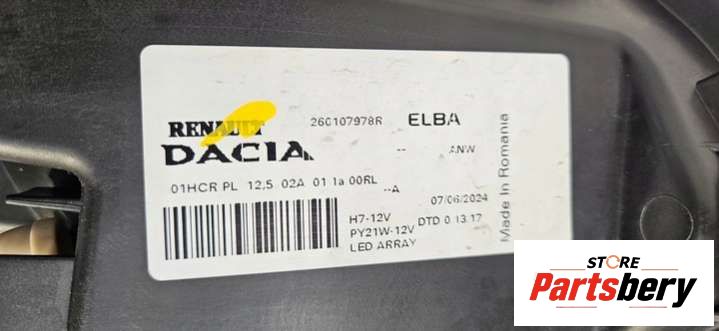 RENAULT 260107978R ELBA
DACIA -- ANW
01HCR PL 12,5 02A 01 1a 00RL --A
07/06/2024
H7-12V DTD 0.13.17
PY21W-12V
LED ARRAY
Made In Romania
STORE
Partsbery